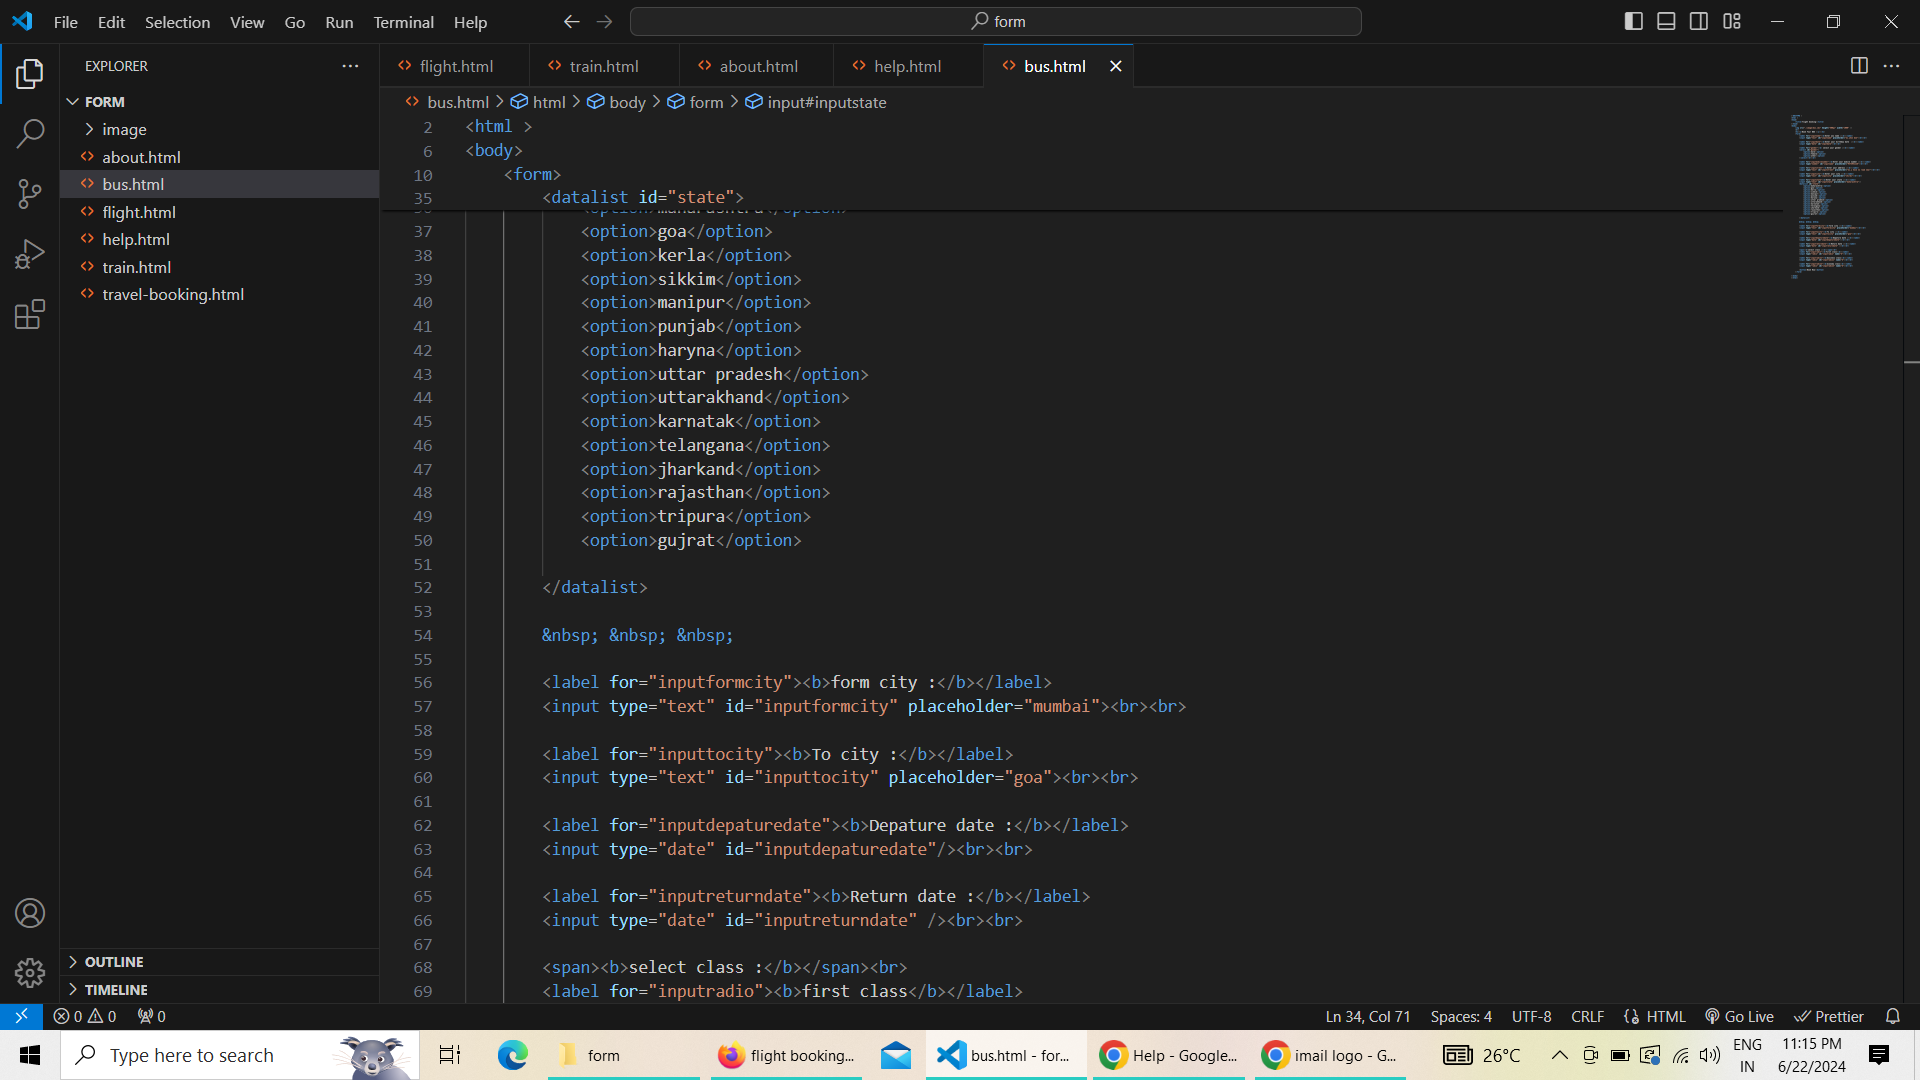 File Edit Selection View Go Run Terminal Help
form
EXPLORER
FORM
image
about.html
bus.html
flight.html
help.html
train.html
travel-booking.html
OUTLINE
TIMELINE
flight.html train.html about.html help.html bus.html
bus.html > html > body > form > input#inputstate
2 <html >
6 <body>
10 <form>
35 <datalist id="state">
37 <option>goa</option>
38 <option>kerla</option>
39 <option>sikkim</option>
40 <option>manipur</option>
41 <option>punjab</option>
42 <option>haryna</option>
43 <option>uttar pradesh</option>
44 <option>uttarakhand</option>
45 <option>karnatak</option>
46 <option>telangana</option>
47 <option>jharkand</option>
48 <option>rajasthan</option>
49 <option>tripura</option>
50 <option>gujrat</option>
51
52 </datalist>
53
54 &nbsp; &nbsp; &nbsp;
55
56 <label for="inputformcity"><b>form city :</b></label>
57 <input type="text" id="inputformcity" placeholder="mumbai"><br><br>
58
59 <label for="inputtocity"><b>To city :</b></label>
60 <input type="text" id="inputtocity" placeholder="goa"><br><br>
61
62 <label for="inputdepaturedate"><b>Depature date :</b></label>
63 <input type="date" id="inputdepaturedate"/><br><br>
64
65 <label for="inputreturndate"><b>Return date :</b></label>
66 <input type="date" id="inputreturndate" /><br><br>
67
68 <span><b>select class :</b></span><br>
69 <label for="inputradio"><b>first class</b></label>
0 0 0
Ln 34, Col 71 Spaces: 4 UTF-8 CRLF HTML Go Live Prettier
Type here to search
form
flight booking...
bus.html - for...
Help - Google...
imail logo - G...
26°C
ENG
IN
11:15 PM
6/22/2024